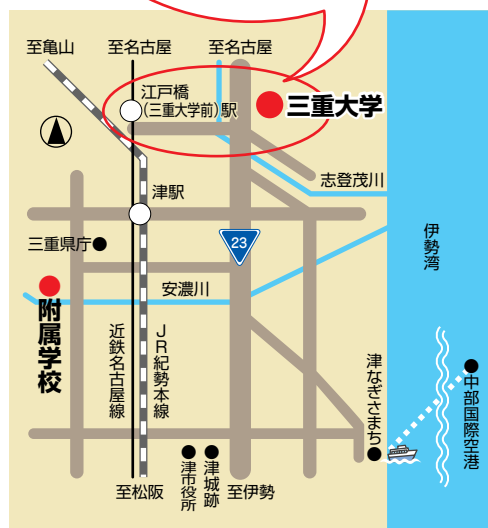 至亀山
至名古屋
至名古屋
江戸橋
(三重大学前)駅
三重大学
志登茂川
津駅
三重県庁
23
伊勢湾
安濃川
附属学校
近鉄名古屋線
JR紀勢本線
津なぎさまち
中部国際空港
津市役所
津城跡
至松阪
至伊勢